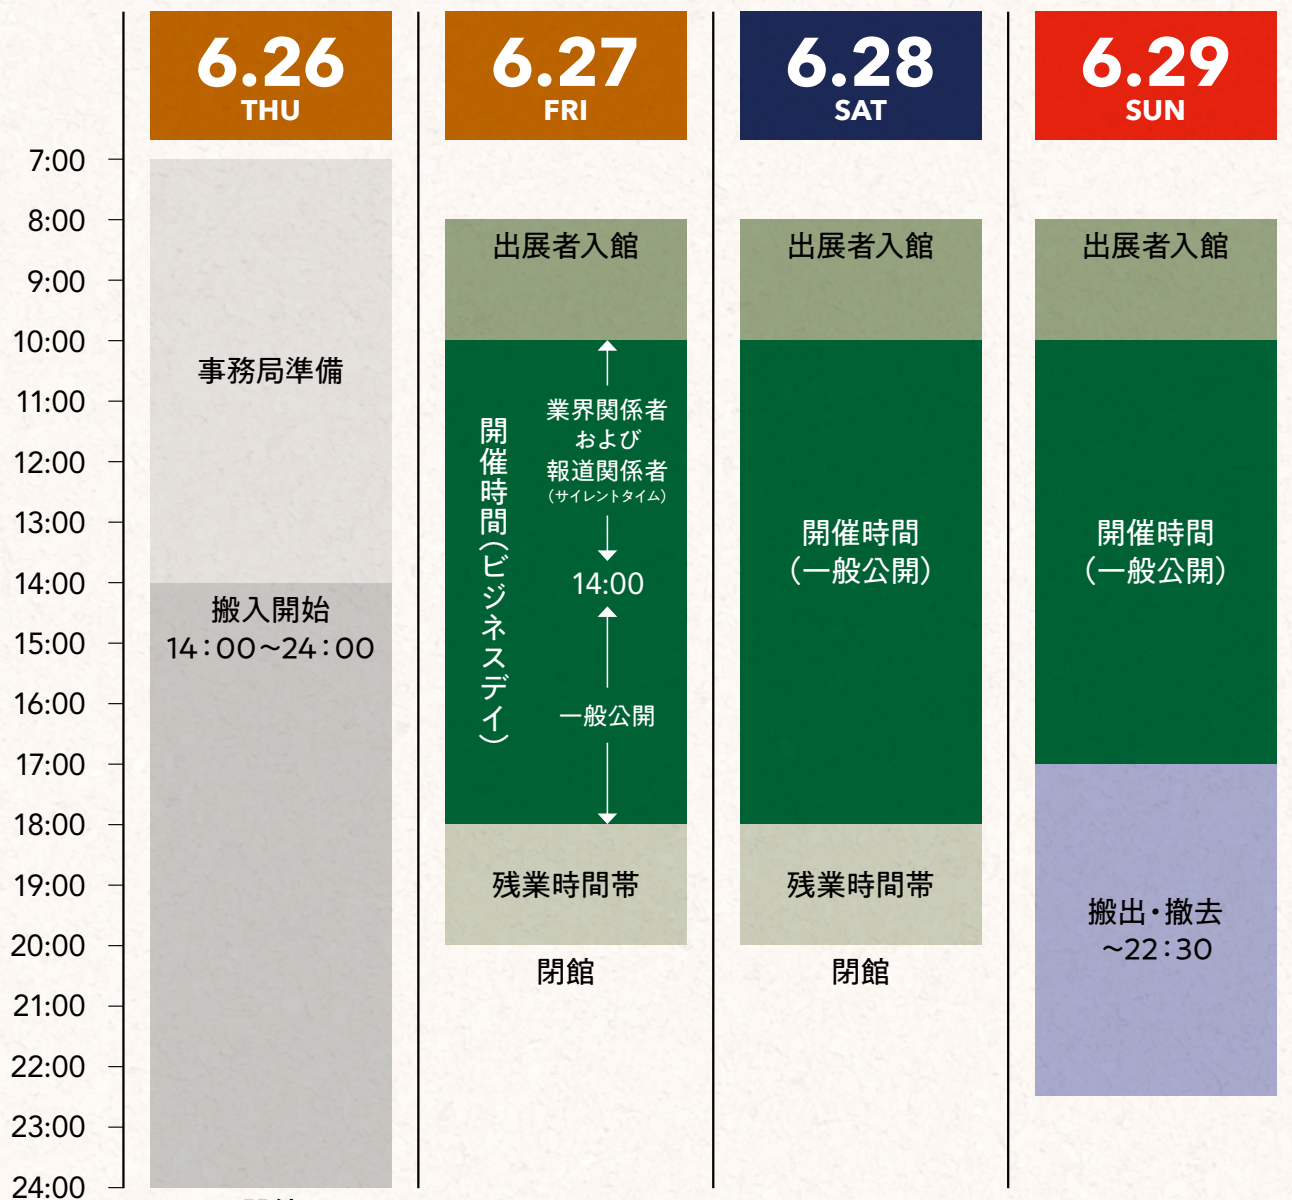 6.26
THU
6.27
FRI
6.28
SAT
6.29
SUN
7:00
8:00
9:00
10:00
11:00
12:00
13:00
14:00
15:00
16:00
17:00
18:00
19:00
20:00
21:00
22:00
23:00
24:00
事務局準備
搬入開始
14：00～24：00
出展者入館
開催時間（ビジネスデイ）
業界関係者
および
報道関係者
（サイレントタイム）
14:00
一般公開
残業時間帯
閉館
出展者入館
開催時間
（一般公開）
残業時間帯
閉館
出展者入館
開催時間
（一般公開）
搬出・撤去
～22：30